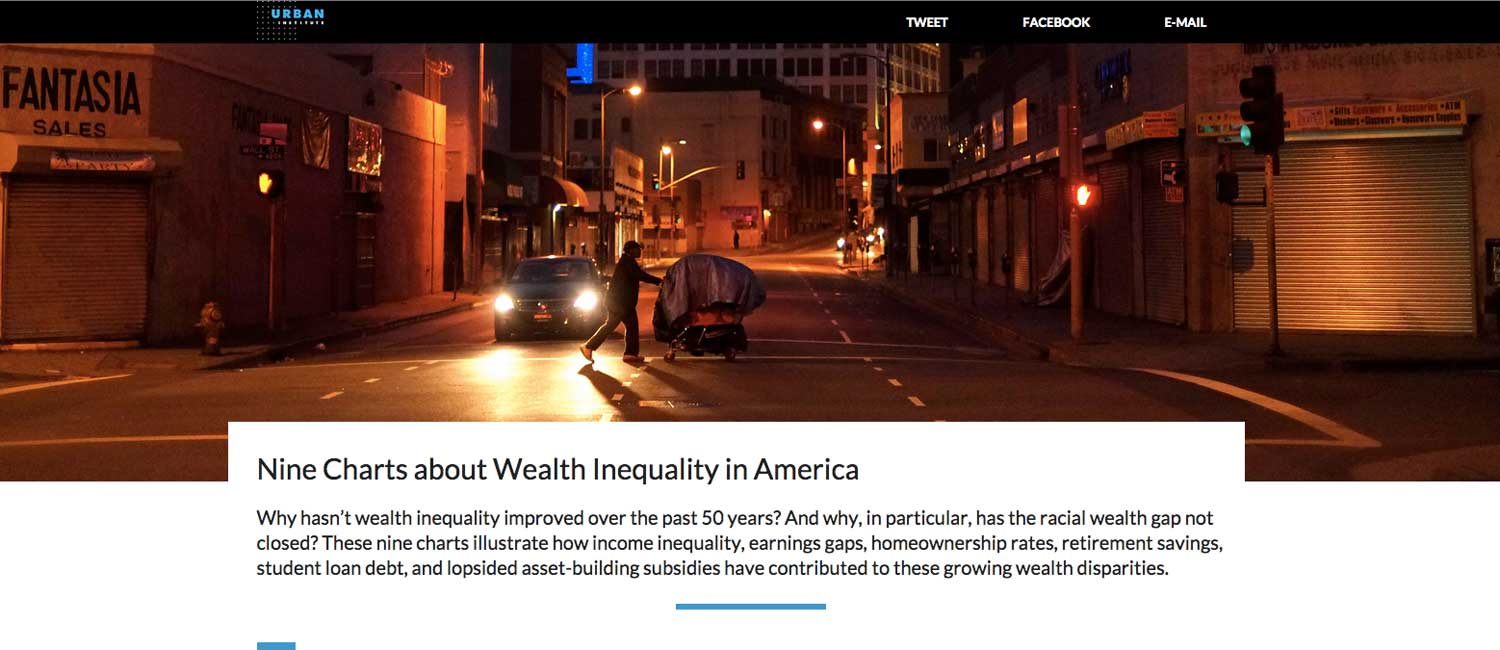 URBAN
INSTITUTE
TWEET
FACEBOOK
E-MAIL
FANTASIA
SALES
PARTY
WALL ST
Nine Charts about Wealth Inequality in America
Why hasn’t wealth inequality improved over the past 50 years? And why, in particular, has the racial wealth gap not
closed? These nine charts illustrate how income inequality, earnings gaps, homeownership rates, retirement savings,
student loan debt, and lopsided asset-building subsidies have contributed to these growing wealth disparities.